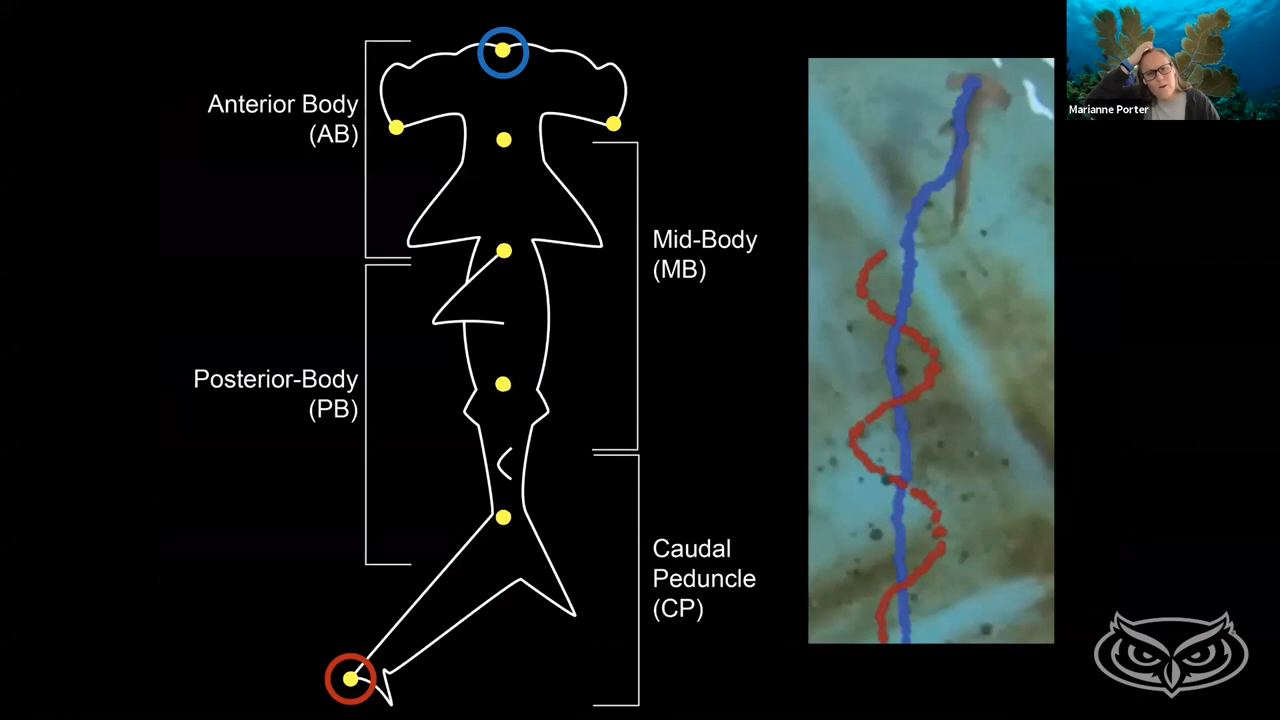 Anterior Body
(AB)
Mid-Body
(MB)
Posterior-Body
(PB)
Caudal
Peduncle
(CP)
Marianne Porter